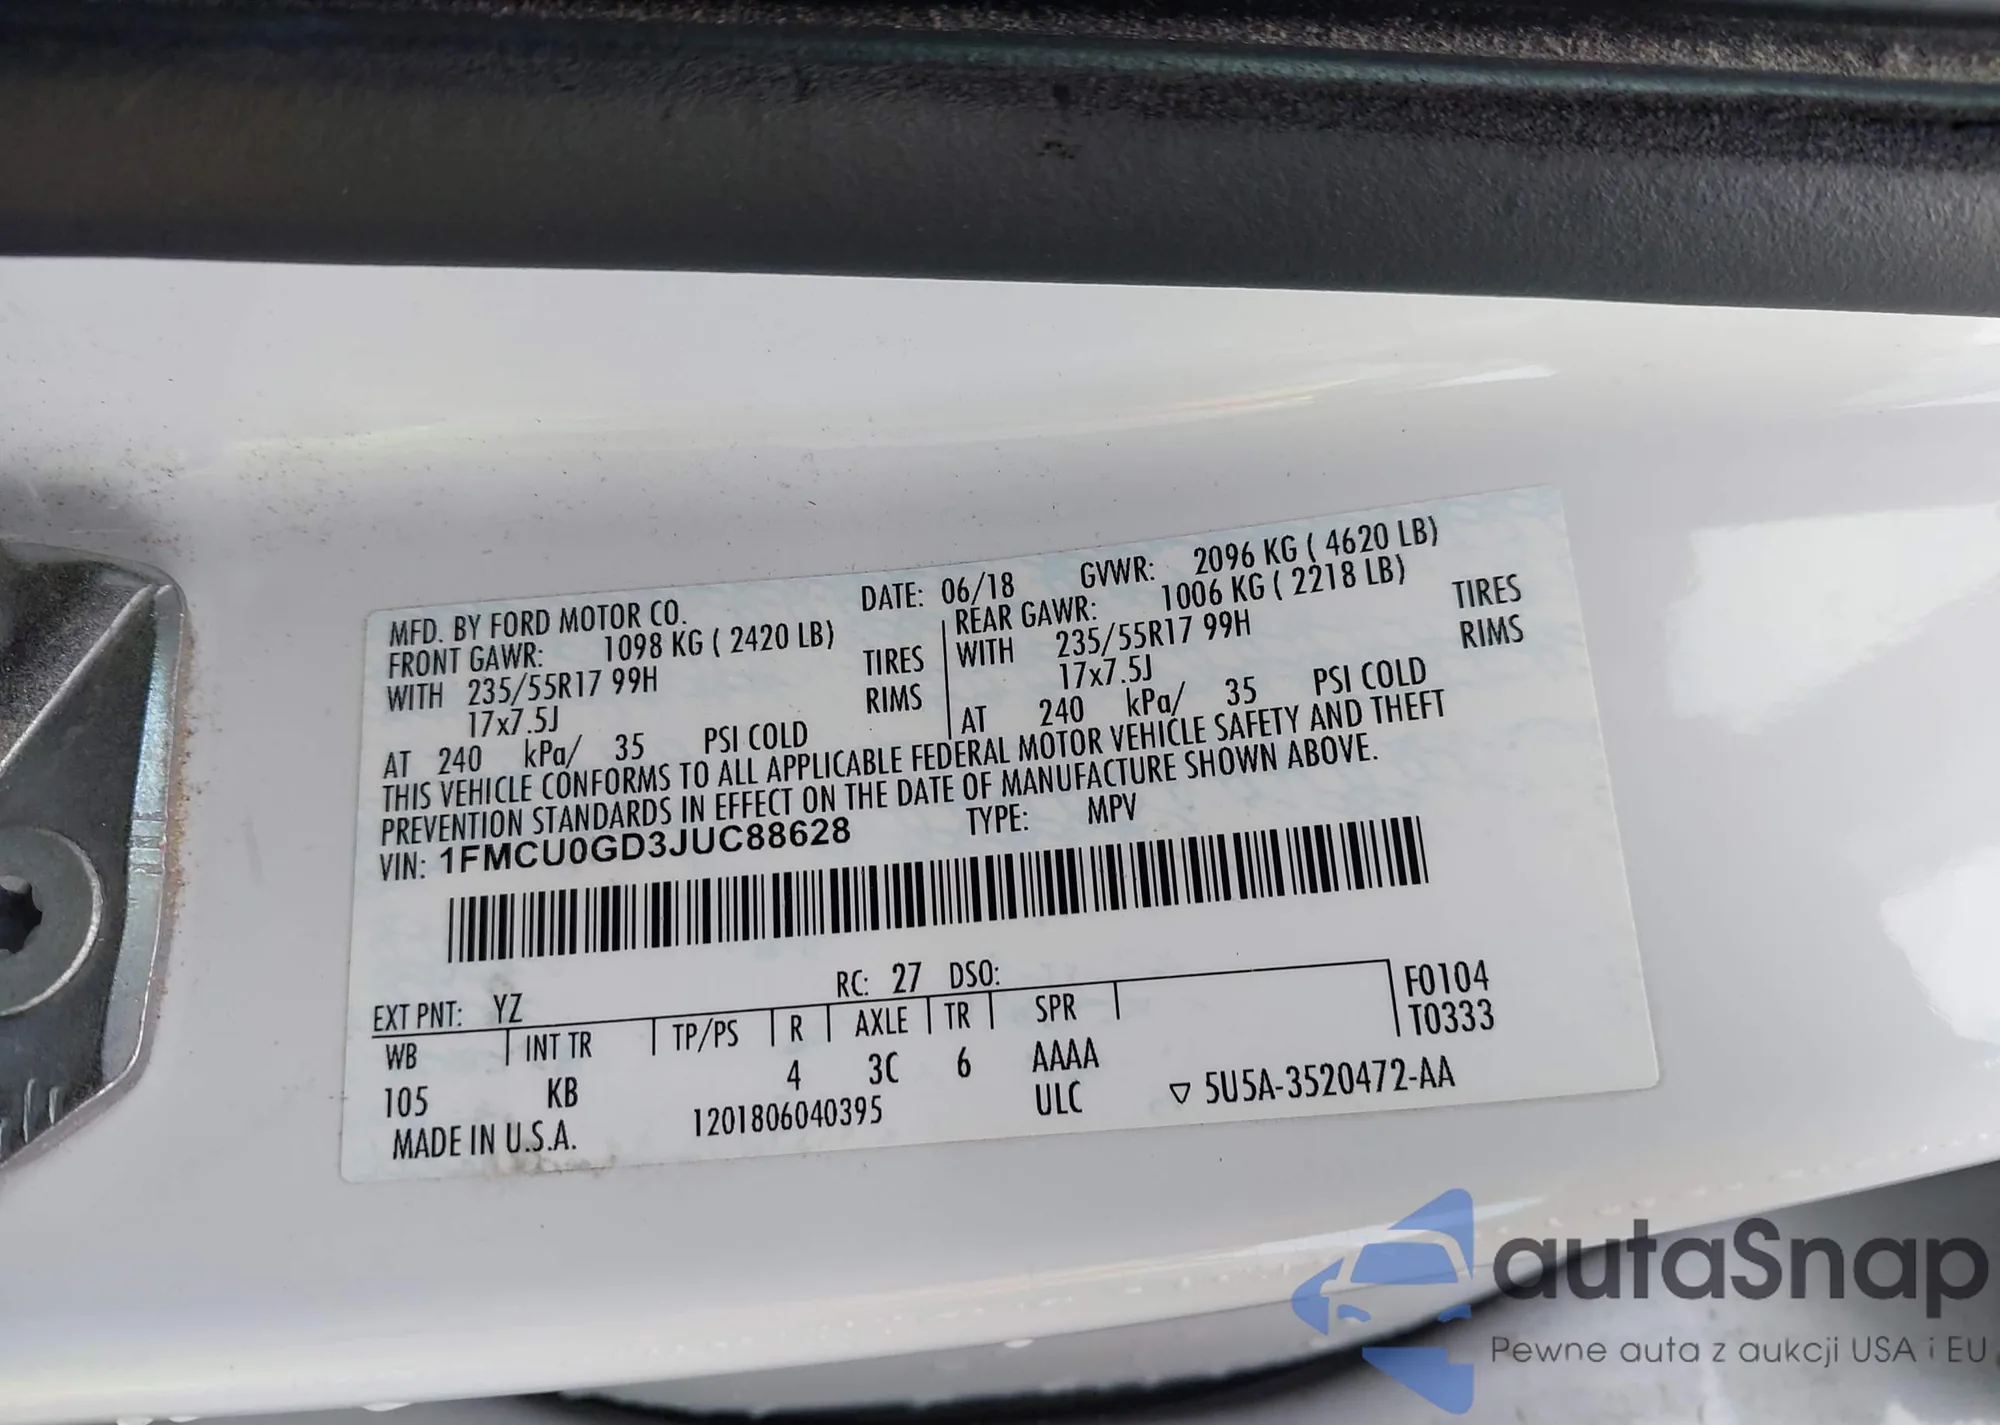 MFD. BY FORD MOTOR CO. DATE: 06/18 GVWR: 2096 KG ( 4620 LB)
FRONT GAWR: 1098 KG ( 2420 LB) REAR GAWR: 1006 KG ( 2218 LB)
WITH 235/55R17 99H TIRES WITH 235/55R17 99H TIRES
17x7.5J RIMS 17x7.5J RIMS
AT 240 kPa/ 35 PSI COLD AT 240 kPa/ 35 PSI COLD
THIS VEHICLE CONFORMS TO ALL APPLICABLE FEDERAL MOTOR VEHICLE SAFETY AND THEFT
PREVENTION STANDARDS IN EFFECT ON THE DATE OF MANUFACTURE SHOWN ABOVE.
VIN: 1FMCU0GD3JUC88628 TYPE: MPV
EXT PNT: YZ RC: 27 DSO: F0104
WB INT TR TP/PS R AXLE TR SPR T0333
105 KB 4 3C 6 AAAA
MADE IN U.S.A. 1201806040395 ULC ▽ 5U5A-3520472-AA
autaSnap
Pewne auta z aukcji USA i EU